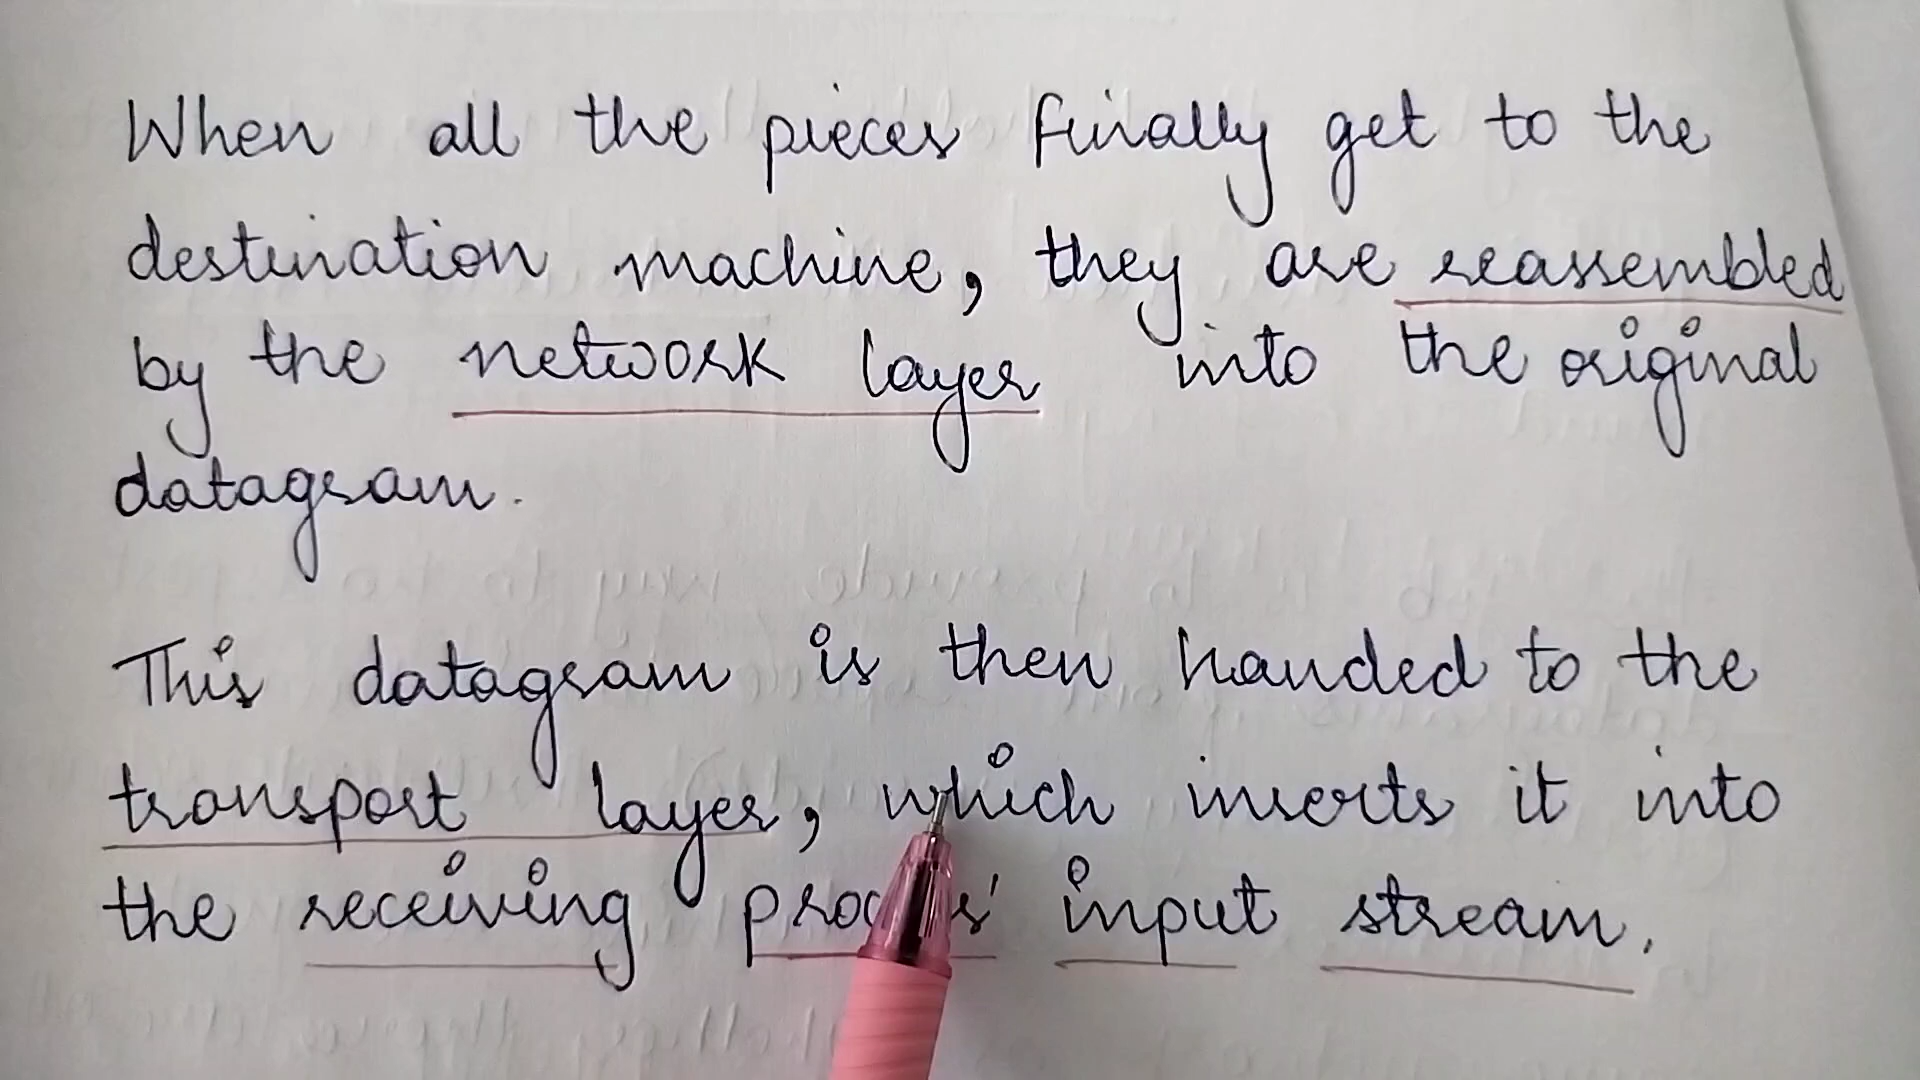 When all the pieces finally get to the
destination machine, they are reassembled
by the network layer into the original
datagram.
This datagram is then handed to the
transport layer, which inserts it into
the receiving process' input stream.